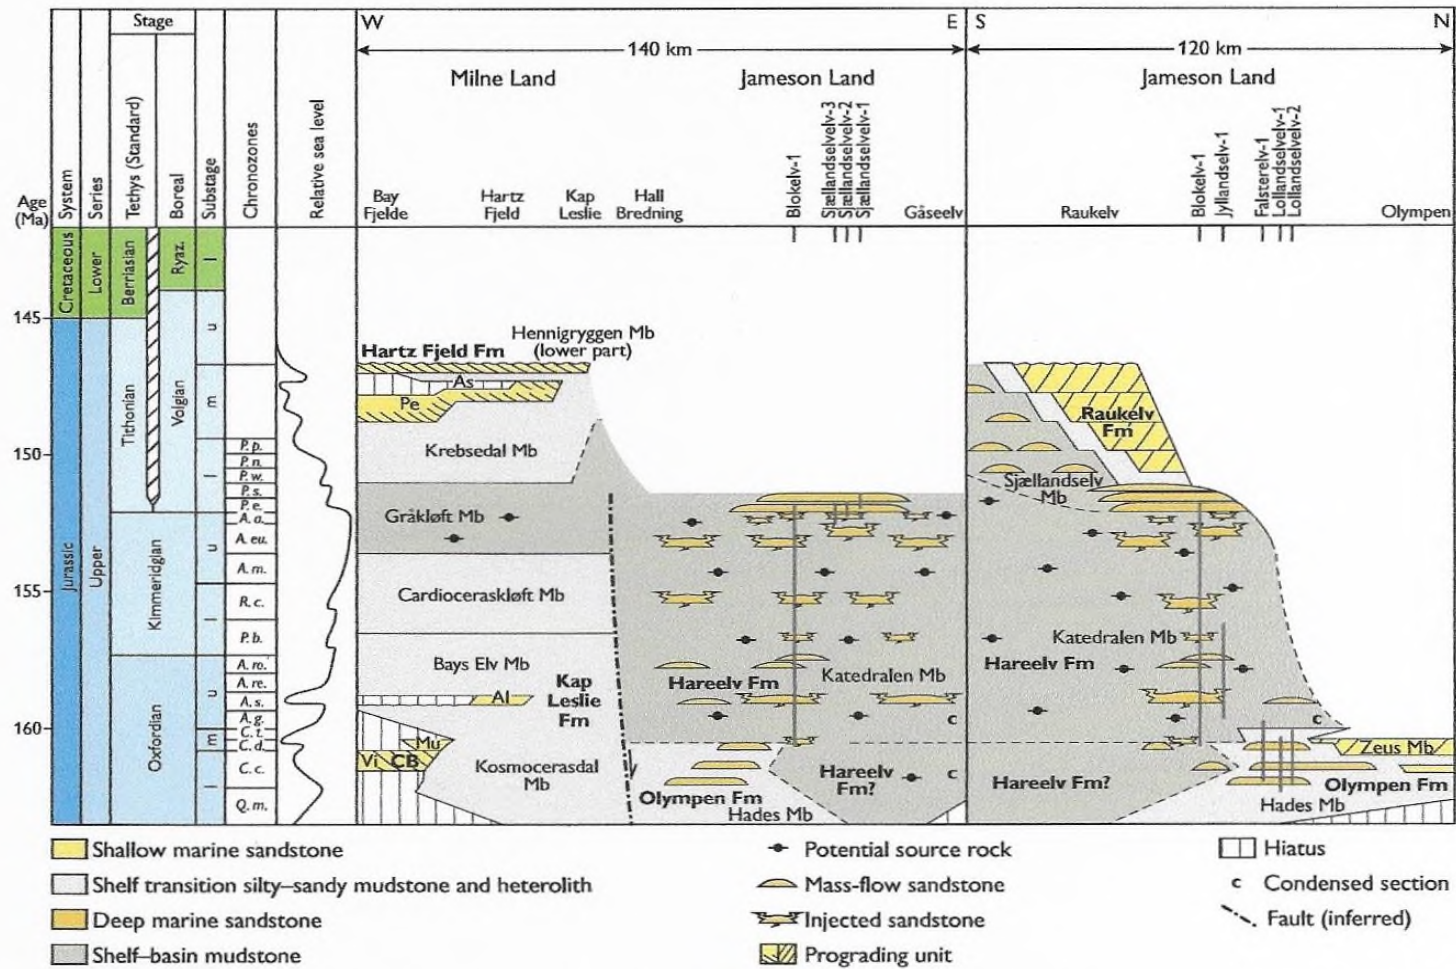 Stage
W
E
S
N
140 km
120 km
Milne Land
Jameson Land
Jameson Land
Age
(Ma)
System
Series
Tethys (Standard)
Boreal
Substage
Chronozones
Relative sea level
Bay
Fjelde
Hartz
Fjeld
Kap
Leslie
Hall
Bredning
Blokelv-1
Sjællandselv-3
Sjællandselv-2
Sjællandselv-1
Gåseelv
Raukelv
Blokelv-1
Jyllandselv-1
Falsterelv-1
Lollandselv-1
Lollandselv-2
Olympen
Cretaceous
Lower
Berriasian
Ryaz.
l
145
150
155
160
Jurassic
Upper
Tithonian
Kimmeridgian
Oxfordian
Volgian
u
m
l
u
l
u
m
l
P. p.
P. n.
P. w.
P. s.
P. e.
A. a.
A. eu.
A. m.
R. c.
P. b.
A. ro.
A. re.
A. s.
A. g.
C. t.
C. d.
C. c.
Q. m.
Hartz Fjeld Fm
Hennigryggen Mb
(lower part)
As
Pe
Krebsedal Mb
Gråkløft Mb
Cardioceraskløft Mb
Bays Elv Mb
Al
Kap
Leslie
Fm
Mu
Vi CB
Kosmocerasdal
Mb
Hareelv Fm
Katedralen Mb
c
Olympen Fm
Hades Mb
Hareelv
Fm?
c
Raukelv
Fm
Sjællandselv
Mb
Katedralen Mb
Hareelv Fm
c
Hareelv Fm?
Zeus Mb
Olympen Fm
Hades Mb
Shallow marine sandstone
Shelf transition silty–sandy mudstone and heterolith
Deep marine sandstone
Shelf–basin mudstone
Potential source rock
Mass-flow sandstone
Injected sandstone
Prograding unit
Hiatus
c Condensed section
Fault (inferred)